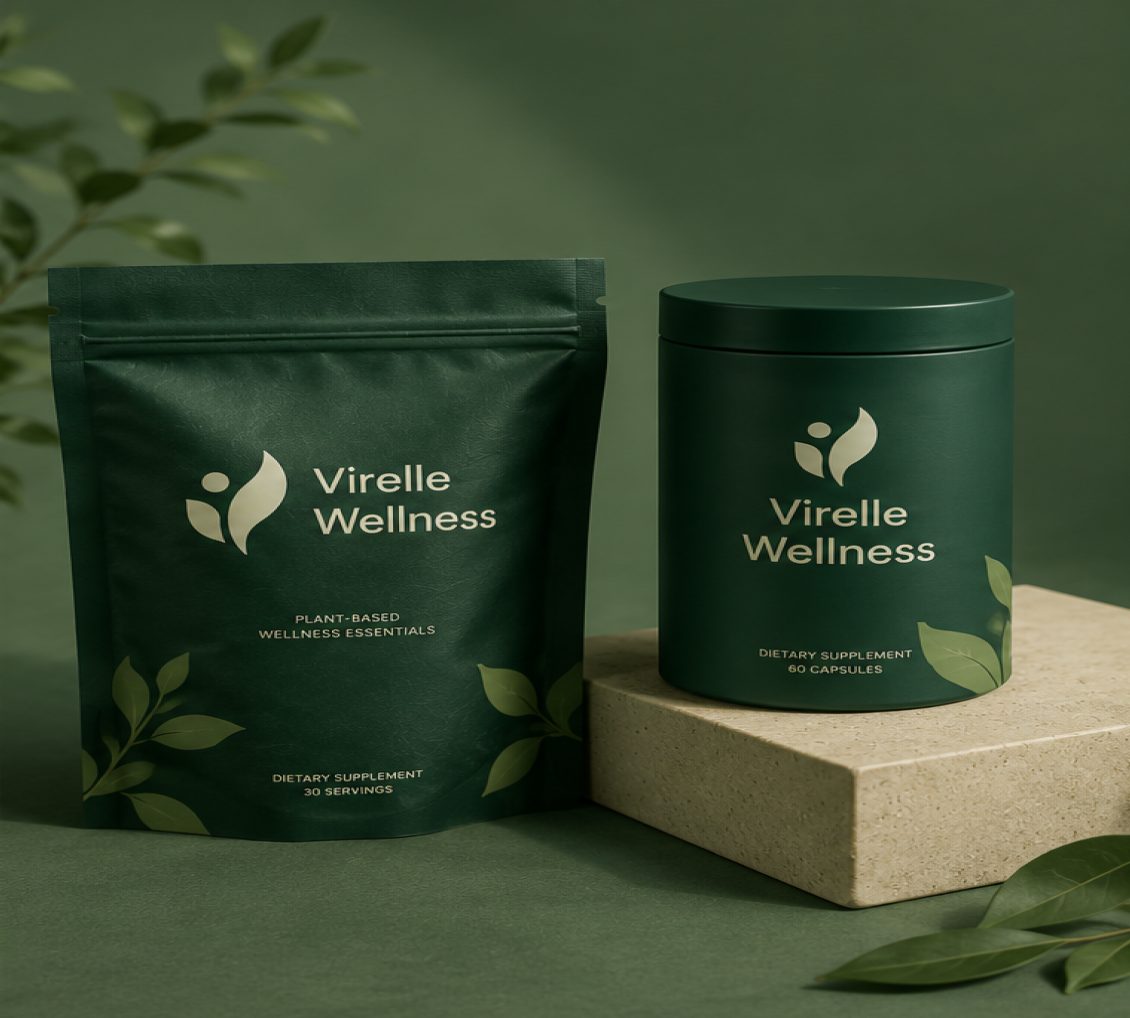 Virelle
Wellness
PLANT-BASED
WELLNESS ESSENTIALS
DIETARY SUPPLEMENT
30 SERVINGS
Virelle
Wellness
DIETARY SUPPLEMENT
60 CAPSULES